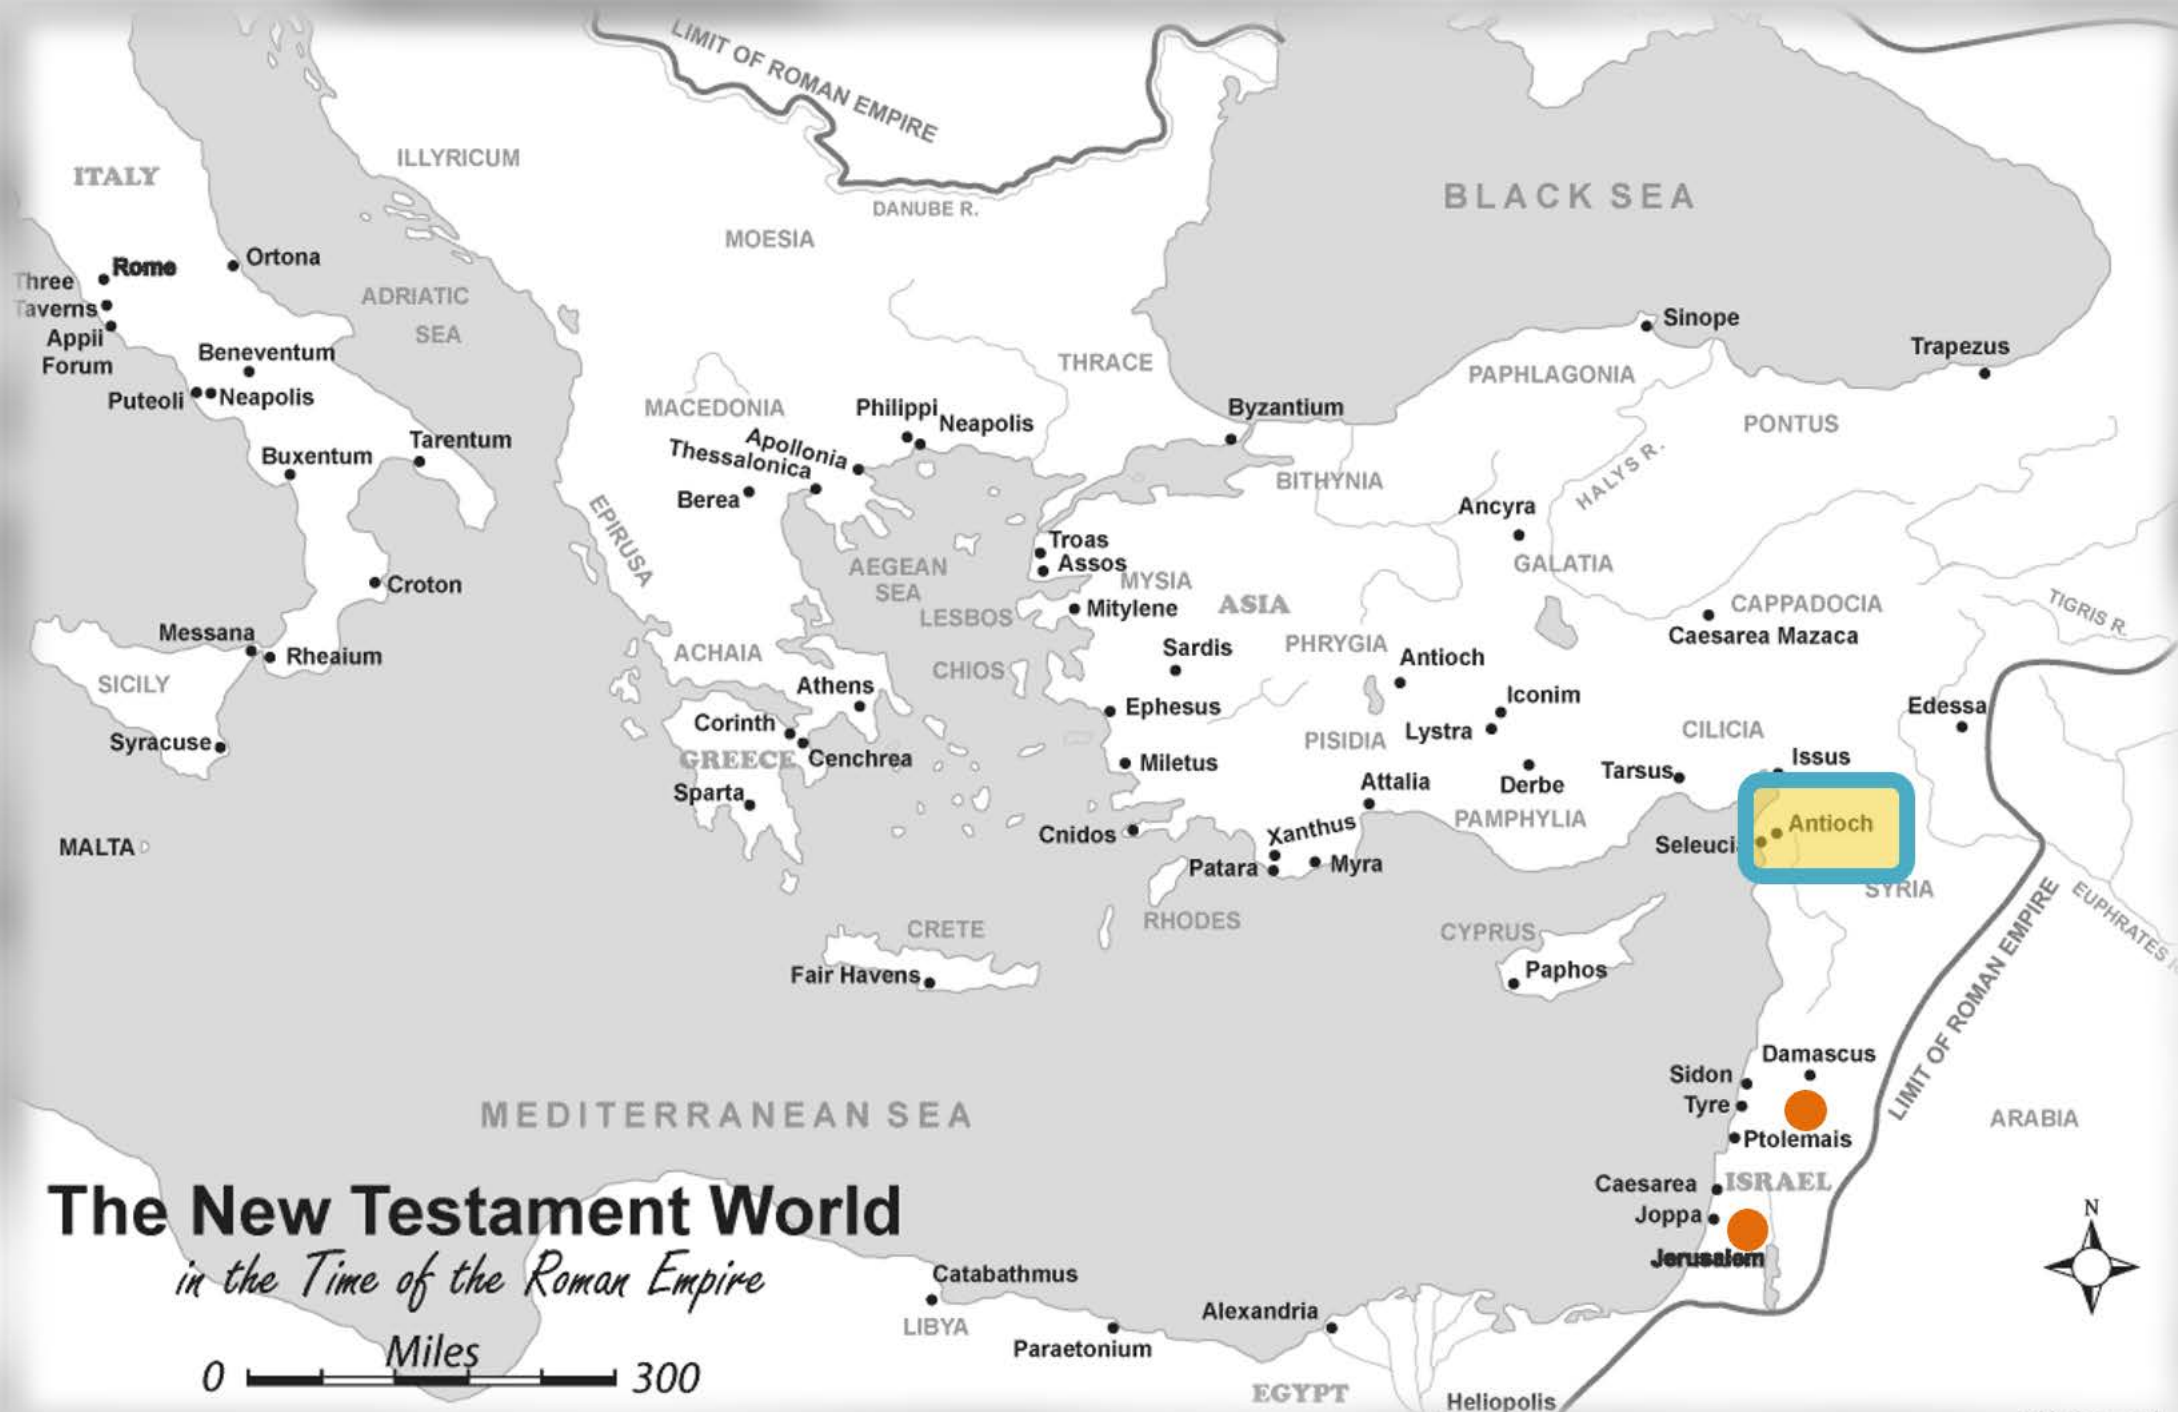 LIMIT OF ROMAN EMPIRE
ILLYRICUM
ITALY
BLACK SEA
DANUBE R.
MOESIA
Rome
Ortona
Three
Taverns
ADRIATIC
SEA
Appii
Forum
Sinope
Trapezus
Beneventum
THRACE
PAPHLAGONIA
Puteoli
Neapolis
MACEDONIA
Philippi
Neapolis
Byzantium
PONTUS
Apollonia
Thessalonica
Tarentum
Buxentum
Berea
BITHYNIA
HALYS R.
Ancyra
EPIRUSA
Troas
Assos
AEGEAN
SEA
GALATIA
MYSIA
Croton
Mitylene
LESBOS
ASIA
CAPPADOCIA
Caesarea Mazaca
TIGRIS R.
Messana
Rheaium
ACHAIA
Sardis
PHRYGIA
Antioch
CHIOS
SICILY
Athens
Iconim
Ephesus
Edessa
Corinth
Lystra
CILICIA
Syracuse
GREECE
Cenchrea
PISIDIA
Miletus
Issus
Tarsus
Derbe
Attalia
Sparta
PAMPHYLIA
Antioch
Cnidos
Xanthus
Seleuci
MALTA
Patara
Myra
SYRIA
EUPHRATES
RHODES
CRETE
CYPRUS
Fair Havens
Paphos
LIMIT OF ROMAN EMPIRE
Damascus
Sidon
Tyre
MEDITERRANEAN SEA
ARABIA
Ptolemais
Caesarea
ISRAEL
Joppa
Jerusalem
The New Testament World
in the Time of the Roman Empire
N
Catabathmus
LIBYA
Alexandria
Paraetonium
Miles
0 300
EGYPT
Heliopolis